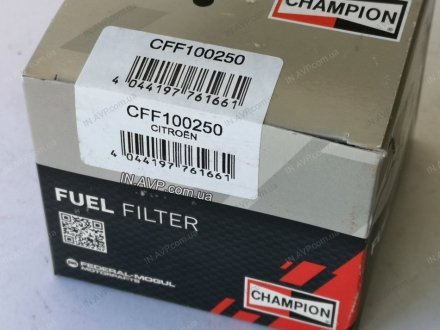 CHAMPION
CFF100250
4 044197 761661
CFF100250
CITROËN
4 044197 761661
IN.AVP.com.ua
FUEL FILTER
FEDERAL-MOGUL
MOTORPARTS
CHAMPION